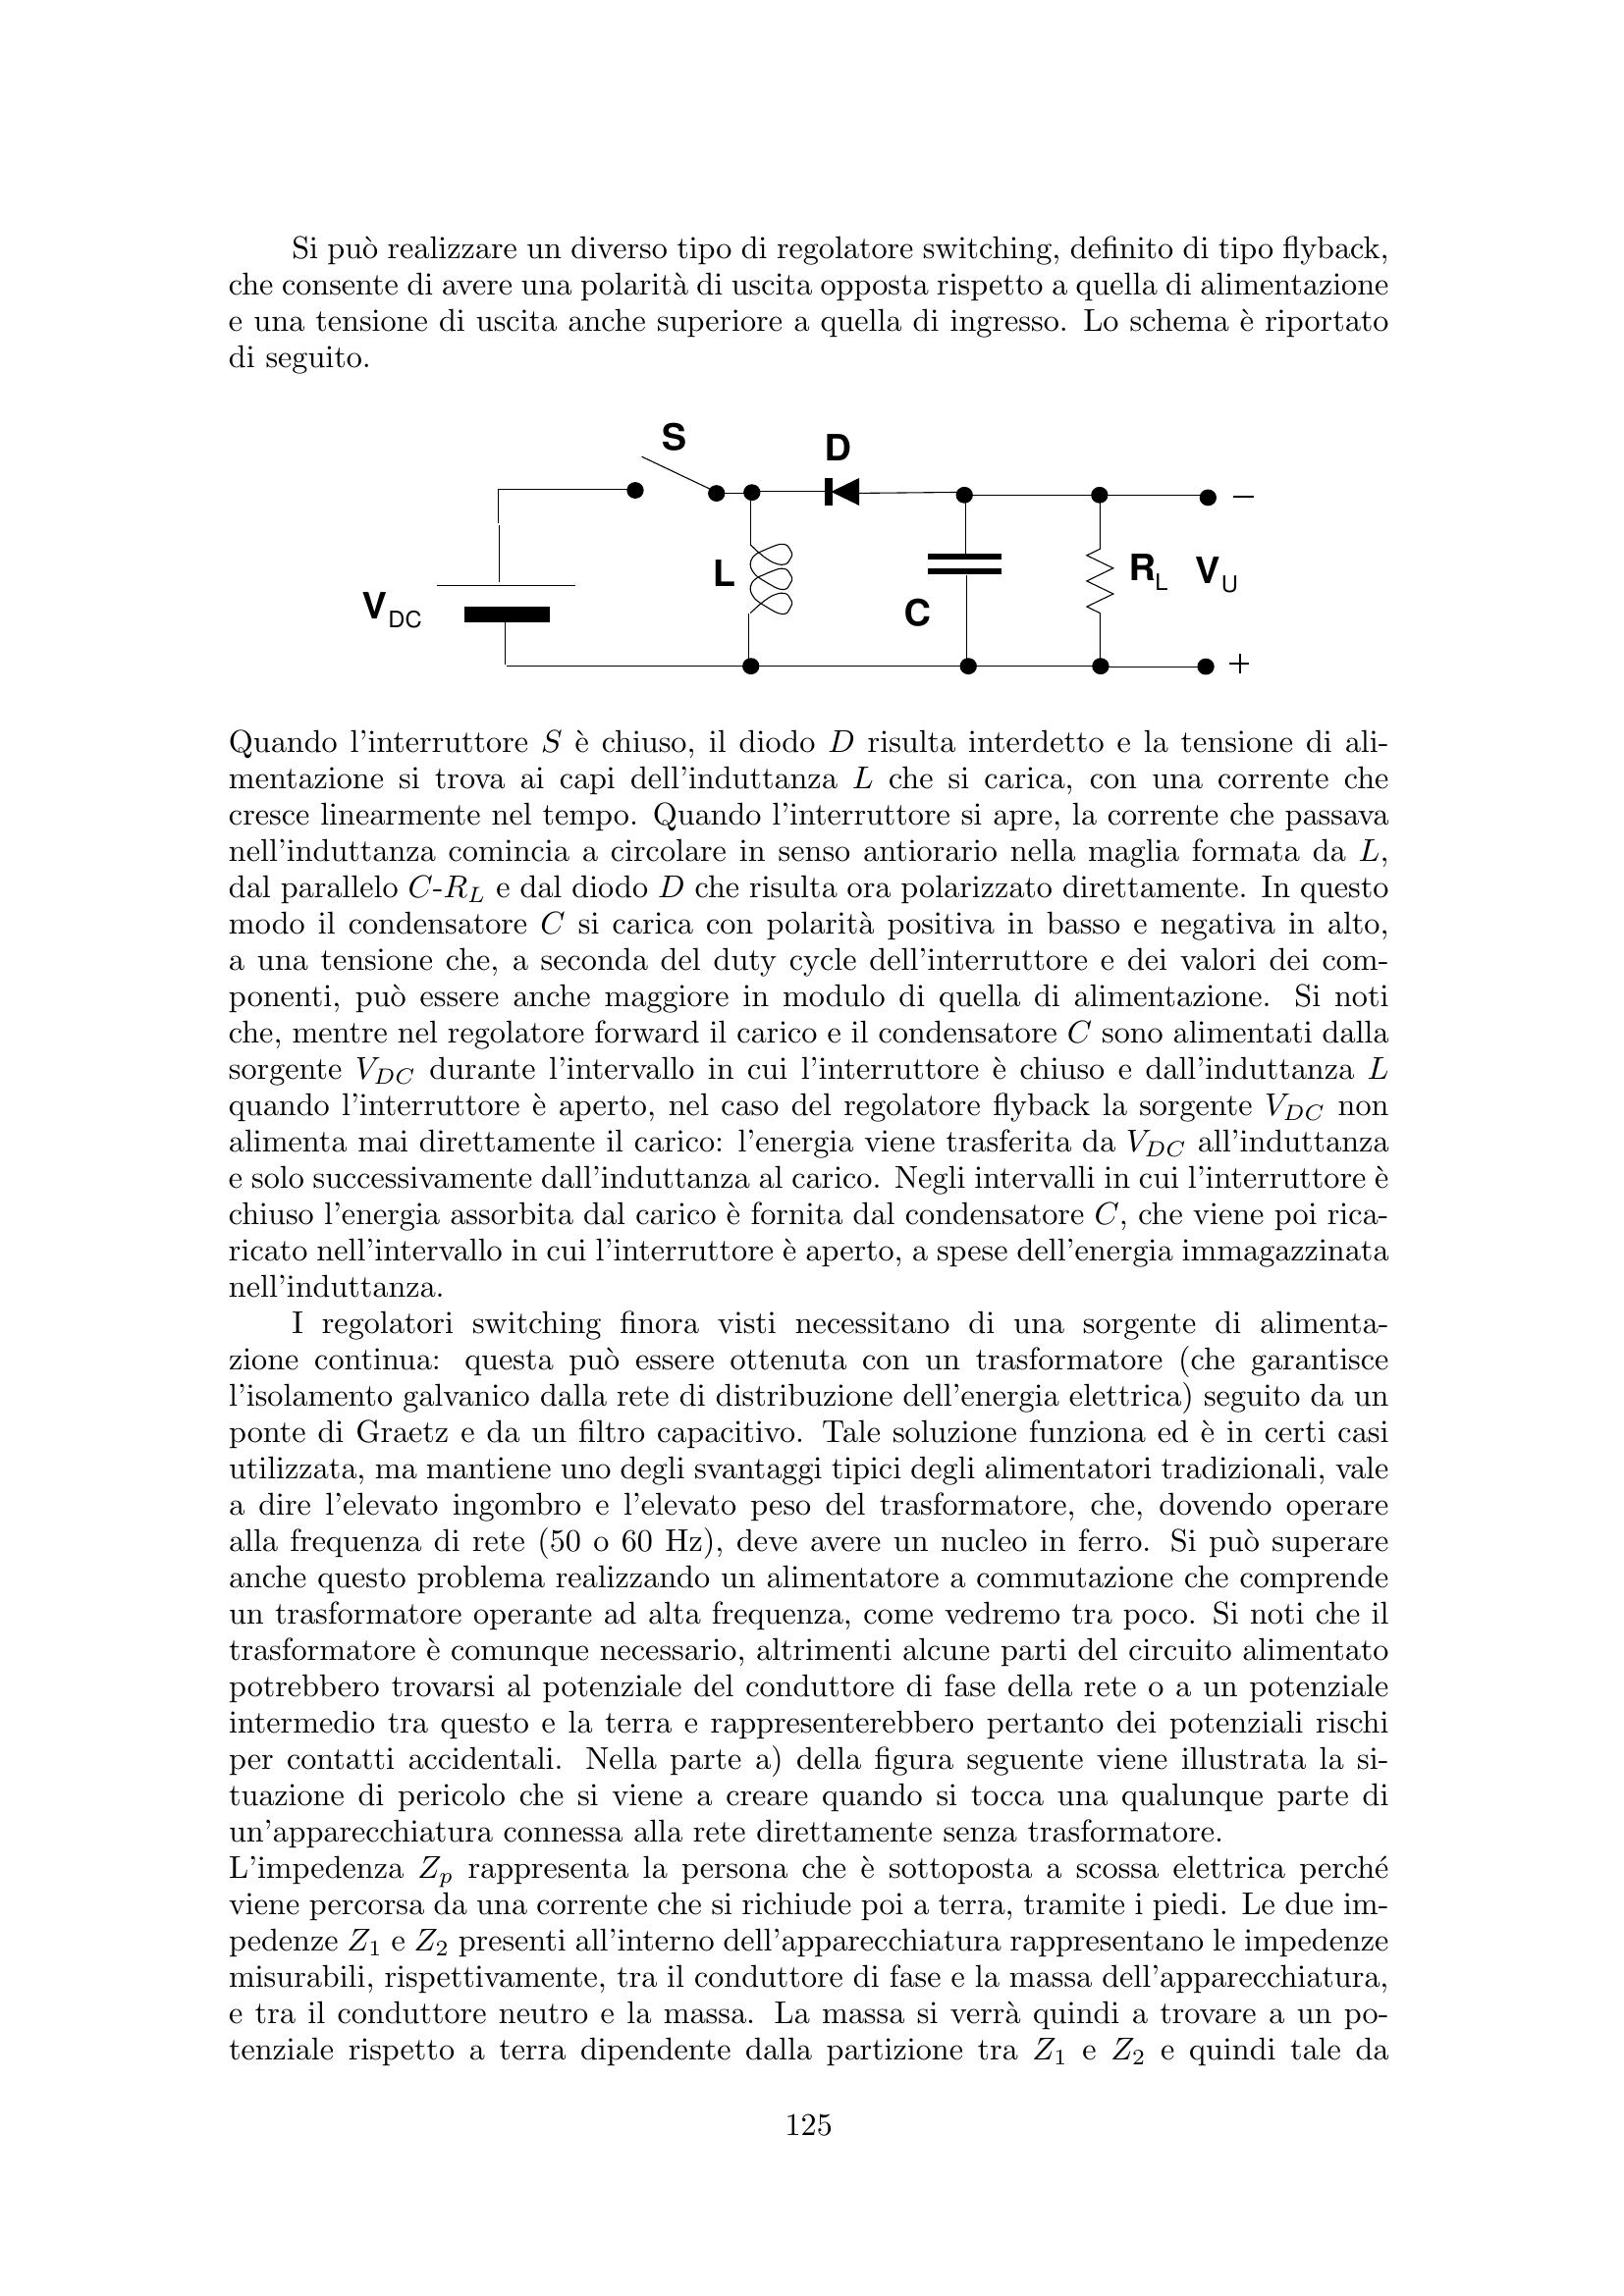 Si può realizzare un diverso tipo di regolatore switching, definito di tipo flyback,
che consente di avere una polarità di uscita opposta rispetto a quella di alimentazione
e una tensione di uscita anche superiore a quella di ingresso. Lo schema è riportato
di seguito.
S
D
L
C
R_L
V_U
V_DC
−
+
Quando l'interruttore S è chiuso, il diodo D risulta interdetto e la tensione di ali-
mentazione si trova ai capi dell'induttanza L che si carica, con una corrente che
cresce linearmente nel tempo. Quando l'interruttore si apre, la corrente che passava
nell'induttanza comincia a circolare in senso antiorario nella maglia formata da L,
dal parallelo C-R_L e dal diodo D che risulta ora polarizzato direttamente. In questo
modo il condensatore C si carica con polarità positiva in basso e negativa in alto,
a una tensione che, a seconda del duty cycle dell'interruttore e dei valori dei com-
ponenti, può essere anche maggiore in modulo di quella di alimentazione. Si noti
che, mentre nel regolatore forward il carico e il condensatore C sono alimentati dalla
sorgente V_DC durante l'intervallo in cui l'interruttore è chiuso e dall'induttanza L
quando l'interruttore è aperto, nel caso del regolatore flyback la sorgente V_DC non
alimenta mai direttamente il carico: l'energia viene trasferita da V_DC all'induttanza
e solo successivamente dall'induttanza al carico. Negli intervalli in cui l'interruttore è
chiuso l'energia assorbita dal carico è fornita dal condensatore C, che viene poi rica-
ricato nell'intervallo in cui l'interruttore è aperto, a spese dell'energia immagazzinata
nell'induttanza.
I regolatori switching finora visti necessitano di una sorgente di alimenta-
zione continua: questa può essere ottenuta con un trasformatore (che garantisce
l'isolamento galvanico dalla rete di distribuzione dell'energia elettrica) seguito da un
ponte di Graetz e da un filtro capacitivo. Tale soluzione funziona ed è in certi casi
utilizzata, ma mantiene uno degli svantaggi tipici degli alimentatori tradizionali, vale
a dire l'elevato ingombro e l'elevato peso del trasformatore, che, dovendo operare
alla frequenza di rete (50 o 60 Hz), deve avere un nucleo in ferro. Si può superare
anche questo problema realizzando un alimentatore a commutazione che comprende
un trasformatore operante ad alta frequenza, come vedremo tra poco. Si noti che il
trasformatore è comunque necessario, altrimenti alcune parti del circuito alimentato
potrebbero trovarsi al potenziale del conduttore di fase della rete o a un potenziale
intermedio tra questo e la terra e rappresenterebbero pertanto dei potenziali rischi
per contatti accidentali. Nella parte a) della figura seguente viene illustrata la si-
tuazione di pericolo che si viene a creare quando si tocca una qualunque parte di
un'apparecchiatura connessa alla rete direttamente senza trasformatore.
L'impedenza Z_p rappresenta la persona che è sottoposta a scossa elettrica perché
viene percorsa da una corrente che si richiude poi a terra, tramite i piedi. Le due im-
pedenze Z_1 e Z_2 presenti all'interno dell'apparecchiatura rappresentano le impedenze
misurabili, rispettivamente, tra il conduttore di fase e la massa dell'apparecchiatura,
e tra il conduttore neutro e la massa. La massa si verrà quindi a trovare a un po-
tenziale rispetto a terra dipendente dalla partizione tra Z_1 e Z_2 e quindi tale da
125